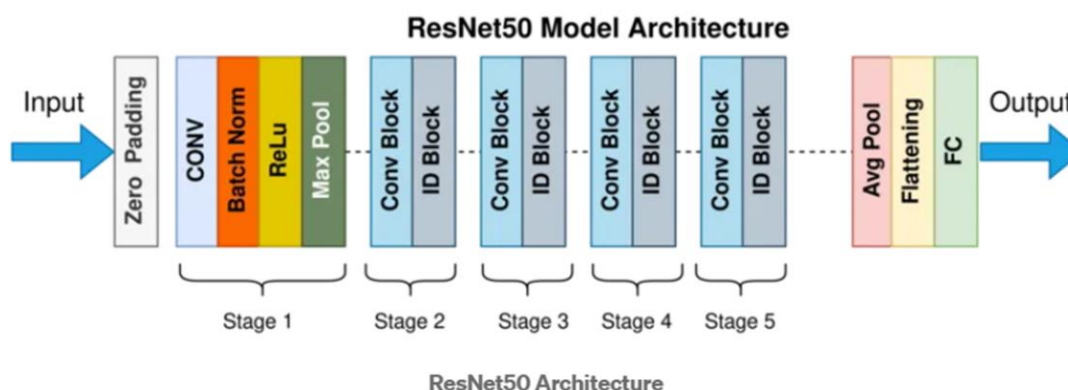 ResNet50 Model Architecture
Input
Zero Padding
CONV
Batch Norm
ReLu
Max Pool
Conv Block
ID Block
Conv Block
ID Block
Conv Block
ID Block
Conv Block
ID Block
Avg Pool
Flattening
FC
Output
Stage 1
Stage 2
Stage 3
Stage 4
Stage 5
ResNet50 Architecture